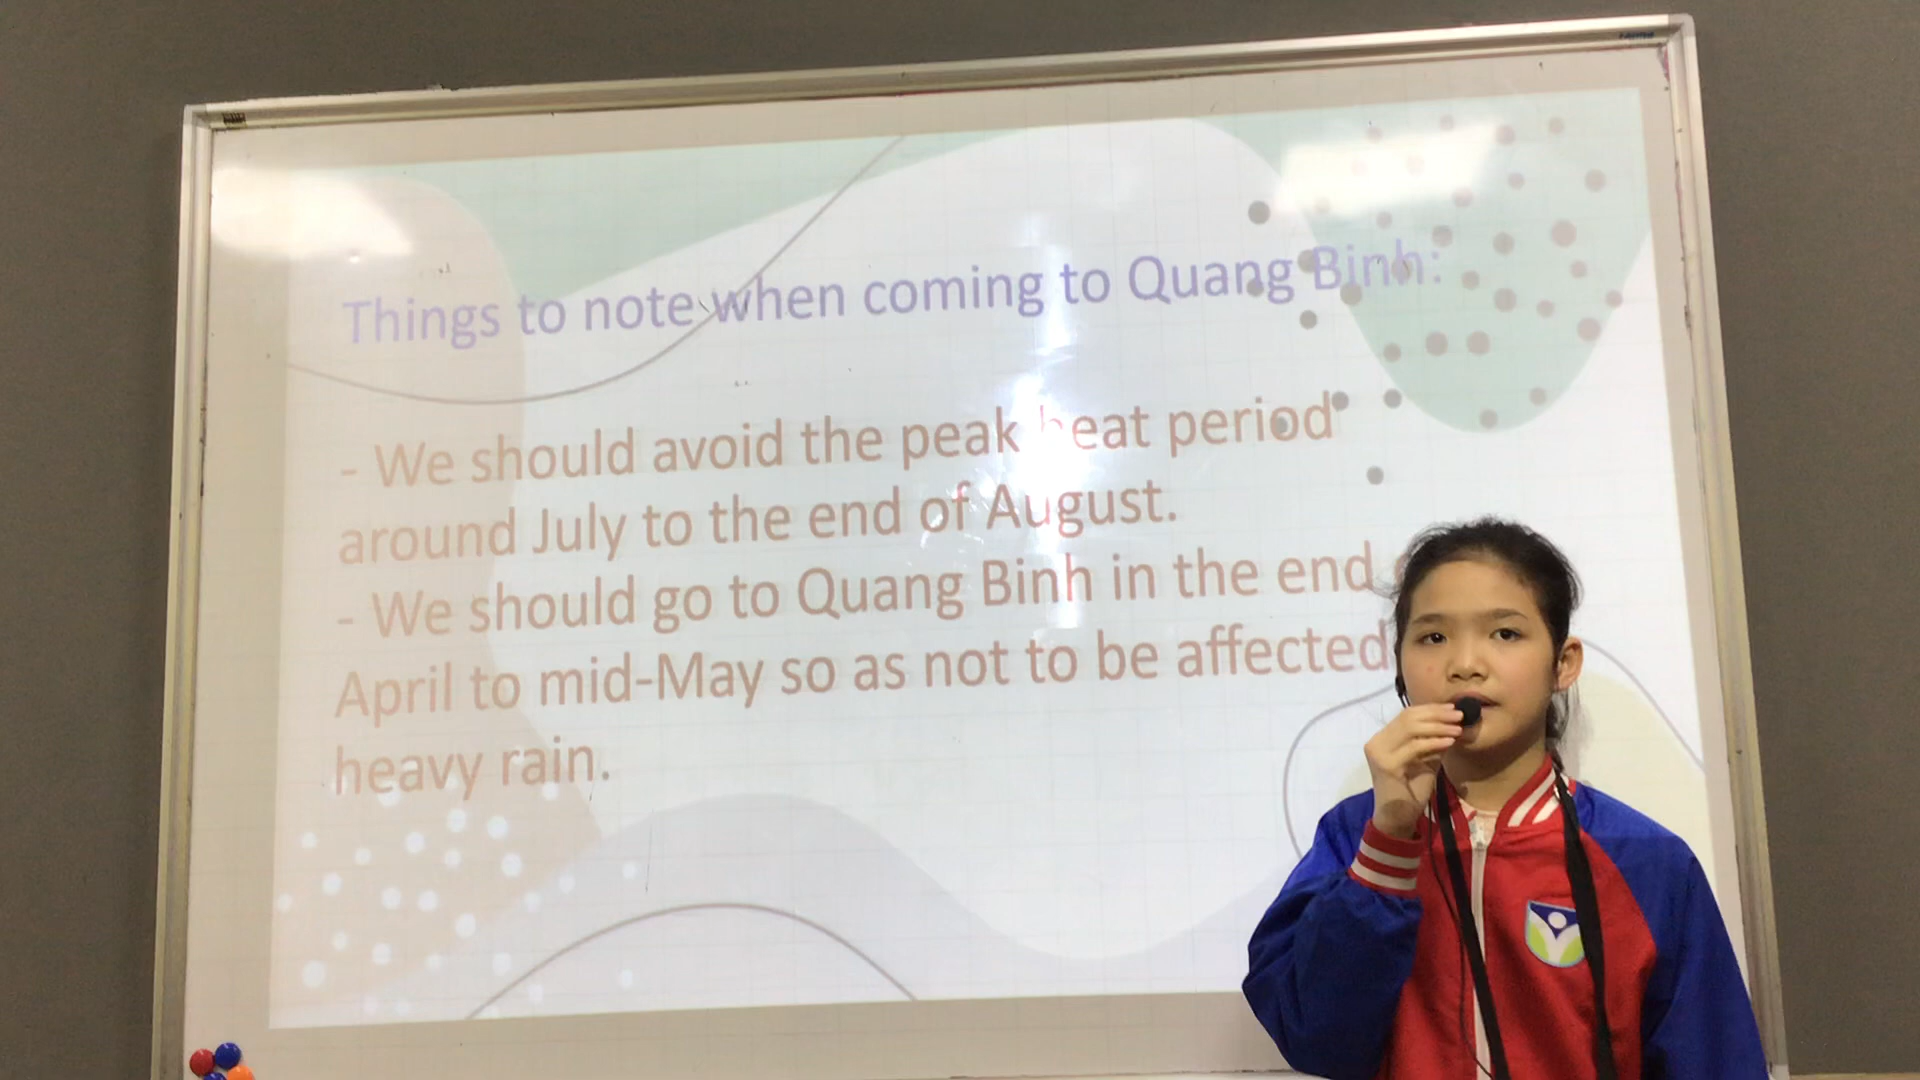 Things to note when coming to Quang Binh:
- We should avoid the peak heat period
around July to the end of August.
- We should go to Quang Binh in the end
April to mid-May so as not to be affected
heavy rain.